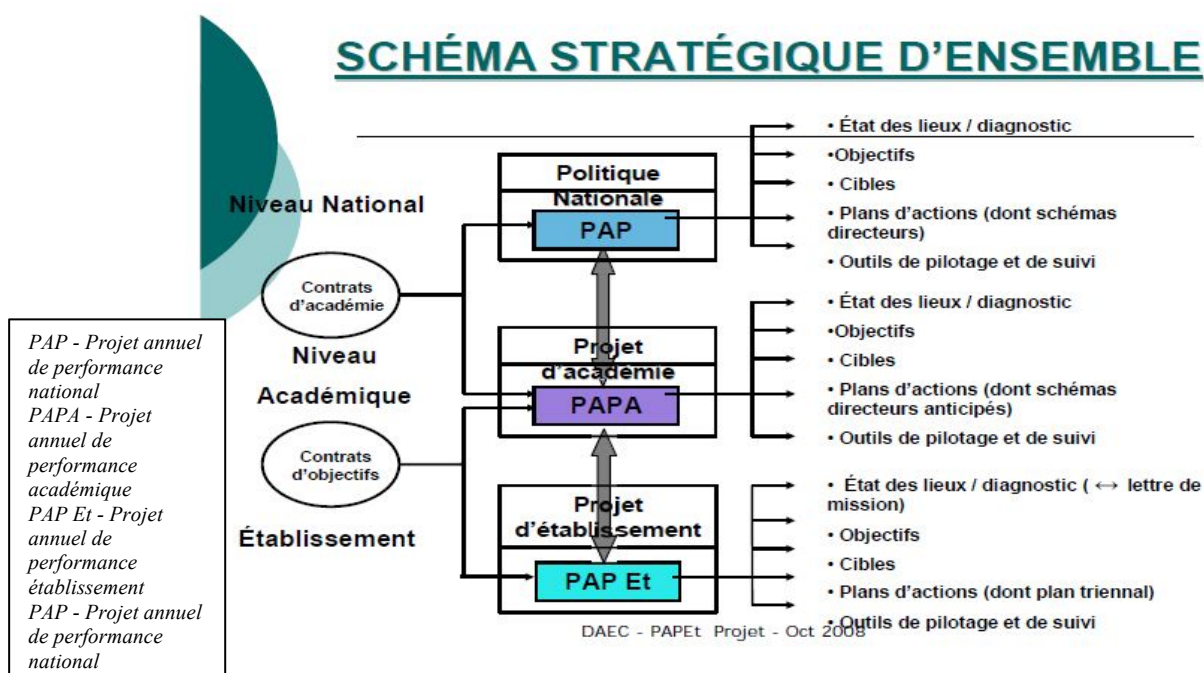 SCHÉMA STRATÉGIQUE D'ENSEMBLE
Niveau National
Contrats
d'académie
Niveau
Académique
Contrats
d'objectifs
Établissement
Politique
Nationale
PAP
Projet
d'académie
PAPA
Projet
d'établissement
PAP Et
• État des lieux / diagnostic
•Objectifs
• Cibles
• Plans d'actions (dont schémas
directeurs)
• Outils de pilotage et de suivi
• État des lieux / diagnostic
•Objectifs
• Cibles
• Plans d'actions (dont schémas
directeurs anticipés)
• Outils de pilotage et de suivi
• État des lieux / diagnostic ( ↔ lettre de
mission)
• Objectifs
• Cibles
• Plans d'actions (dont plan triennal)
• Outils de pilotage et de suivi
DAEC - PAPEt Projet - Oct 2008
PAP - Projet annuel
de performance
national
PAPA - Projet
annuel de
performance
académique
PAP Et - Projet
annuel de
performance
établissement
PAP - Projet annuel
de performance
national